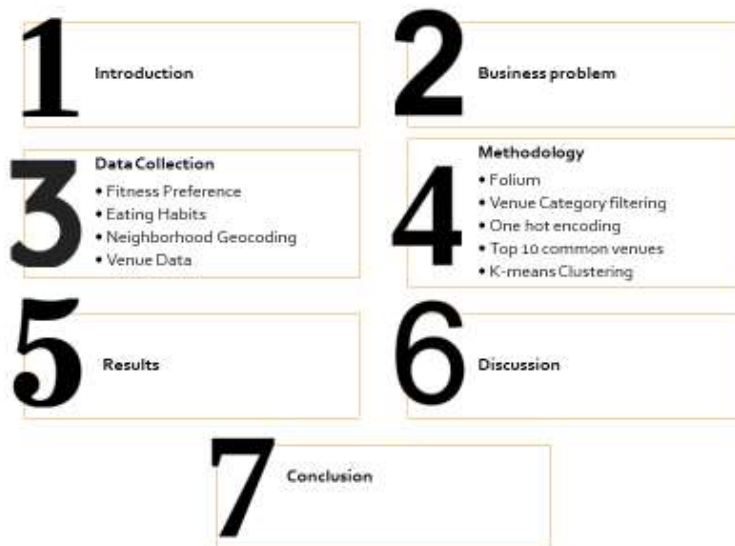 1
Introduction
2
Business problem
3
Data Collection
• Fitness Preference
• Eating Habits
• Neighborhood Geocoding
• Venue Data
4
Methodology
• Folium
• Venue Category filtering
• One hot encoding
• Top 10 common venues
• K-means Clustering
5
Results
6
Discussion
7
Conclusion